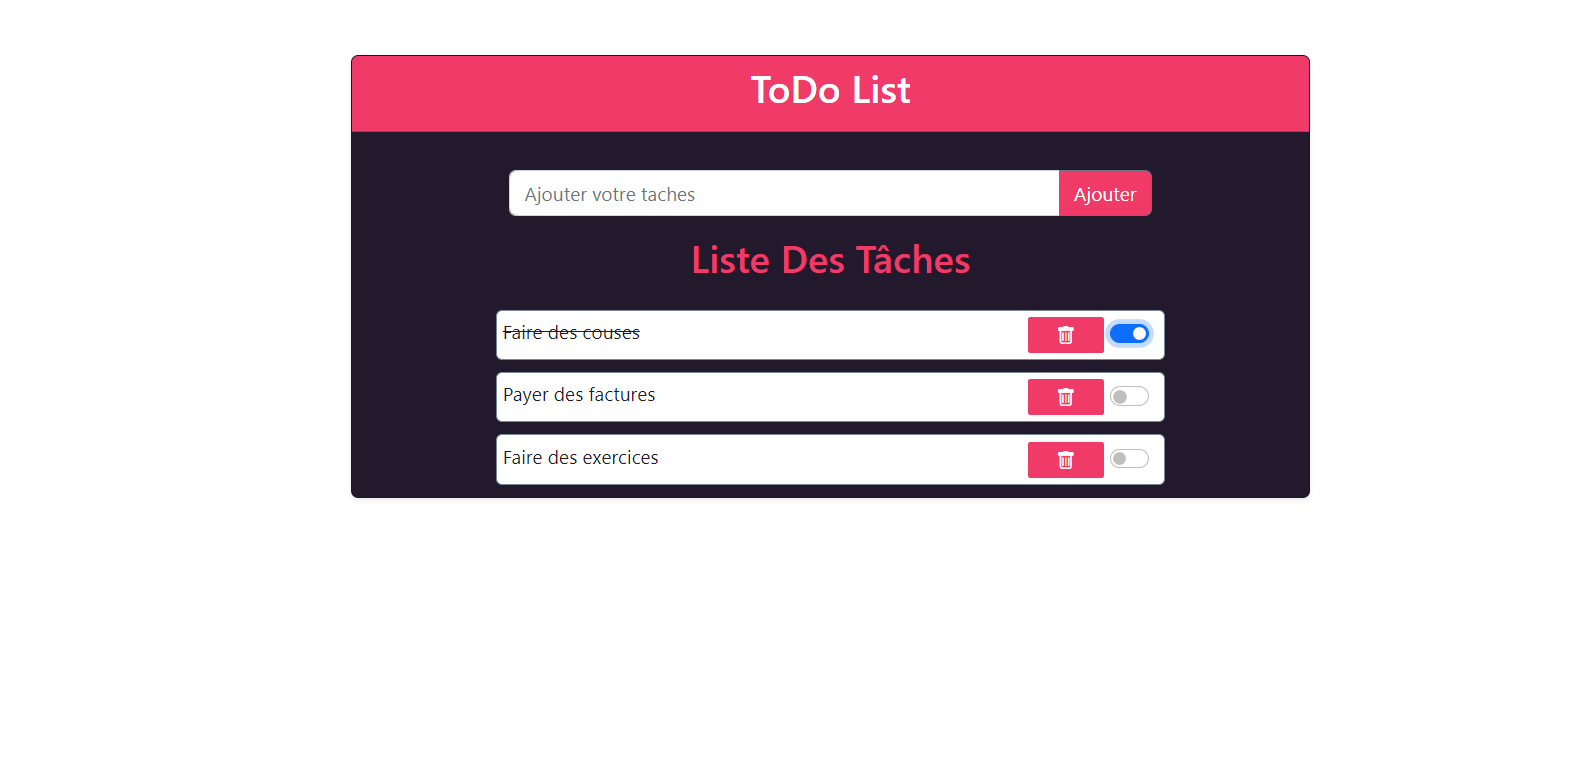 ToDo List
Ajouter votre taches
Ajouter
Liste Des Tâches
Faire des couses
Payer des factures
Faire des exercices